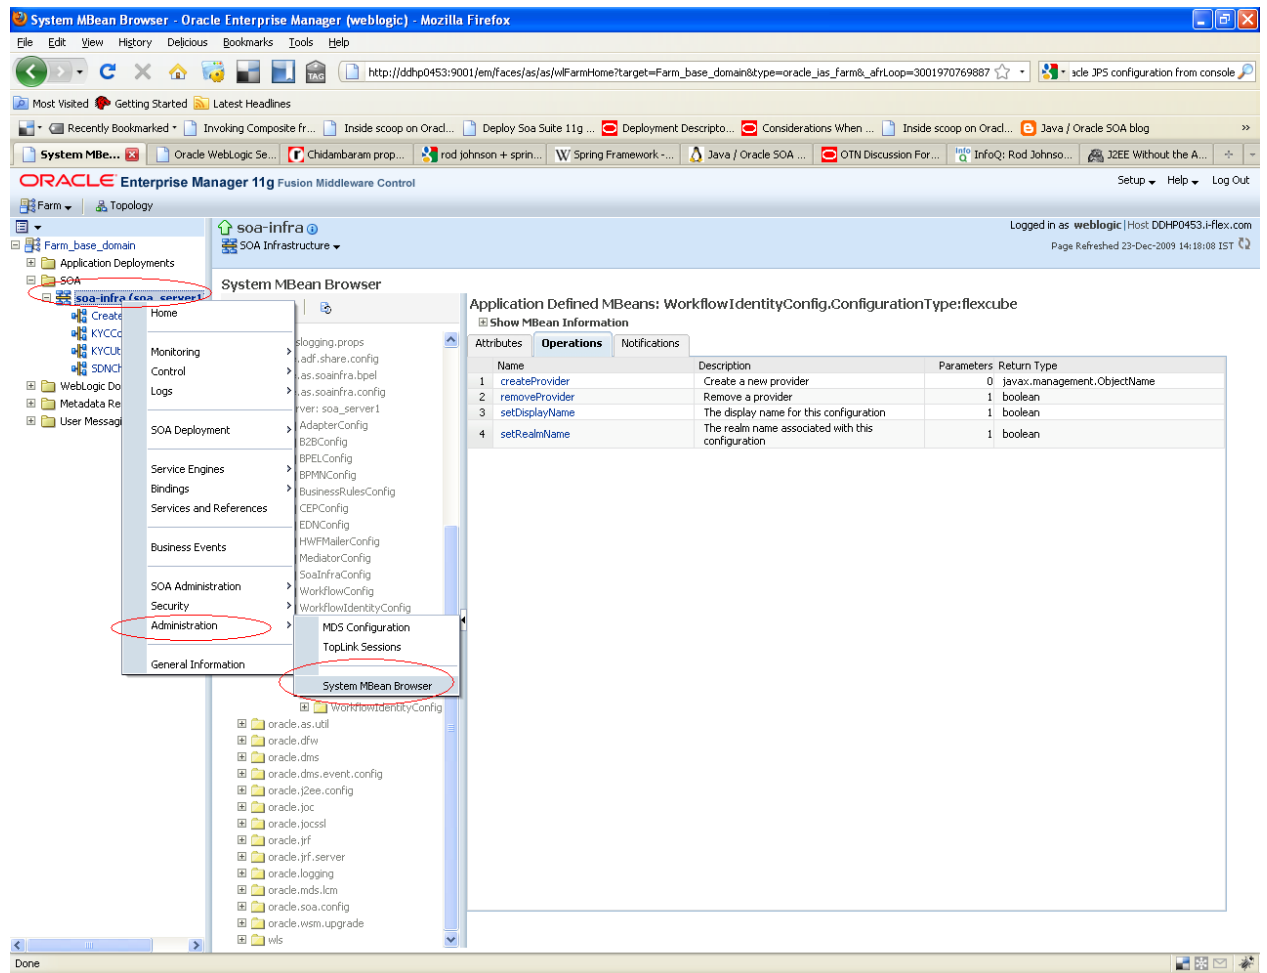 System MBean Browser - Oracle Enterprise Manager (weblogic) - Mozilla Firefox
File Edit View History Delicious Bookmarks Tools Help
http://ddhp0453:9001/em/faces/as/as/wlFarmHome?target=Farm_base_domain&type=oracle_ias_farm&_afrLoop=3001970769887
acle JPS configuration from console
Most Visited Getting Started Latest Headlines
Recently Bookmarked Invoking Composite fr... Inside scoop on Oracl... Deploy Soa Suite 11g ... Deployment Descripto... Considerations When ... Inside scoop on Oracl... Java / Oracle SOA blog
System MBe... Oracle WebLogic Se... Chidambaram prop... rod johnson + sprin... Spring Framework -... Java / Oracle SOA ... OTN Discussion For... InfoQ: Rod Johnso... J2EE Without the A...
ORACLE Enterprise Manager 11g Fusion Middleware Control
Setup Help Log Out
Farm Topology
soa-infra
Logged in as weblogic|Host DDHP0453.i-flex.com
SOA Infrastructure
Page Refreshed 23-Dec-2009 14:18:08 IST
Farm_base_domain
Application Deployments
SOA
soa-infra (soa_server1
Create
KYCCo
KYCUt
SDNCh
WebLogic Do
Metadata Re
User Messagi
Home
Monitoring
Control
Logs
SOA Deployment
Service Engines
Bindings
Services and References
Business Events
SOA Administration
Security
Administration
General Information
MDS Configuration
TopLink Sessions
System MBean Browser
System MBean Browser
slogging.props
.adf.share.config
.as.soainfra.bpel
.as.soainfra.config
rver: soa_server1
AdapterConfig
B2BConfig
BPELConfig
BPMNConfig
BusinessRulesConfig
CEPConfig
EDNConfig
HWFMailerConfig
MediatorConfig
SoaInfraConfig
WorkflowConfig
WorkflowIdentityConfig
WorkflowIdentityConfig
oracle.as.util
oracle.dfw
oracle.dms
oracle.dms.event.config
oracle.j2ee.config
oracle.joc
oracle.jocssl
oracle.jrf
oracle.jrf.server
oracle.logging
oracle.mds.lcm
oracle.soa.config
oracle.wsm.upgrade
wls
Application Defined MBeans: WorkflowIdentityConfig.ConfigurationType:flexcube
Show MBean Information
Attributes Operations Notifications
Name Description Parameters Return Type
1 createProvider Create a new provider 0 javax.management.ObjectName
2 removeProvider Remove a provider 1 boolean
3 setDisplayName The display name for this configuration 1 boolean
4 setRealmName The realm name associated with this configuration 1 boolean
Done